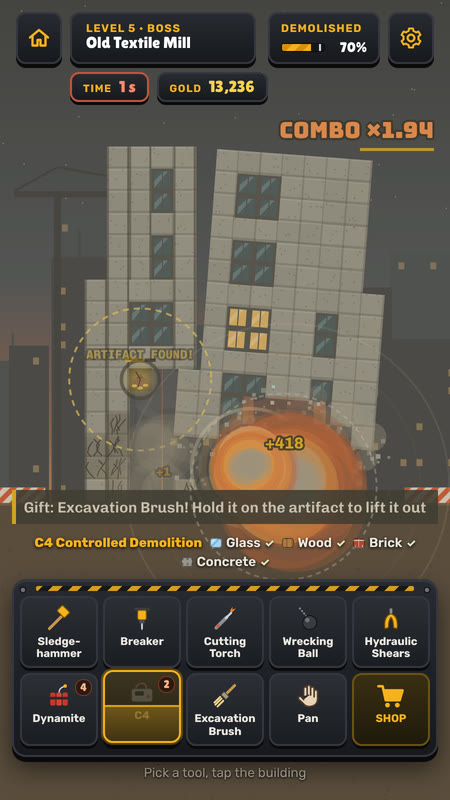 LEVEL 5 · BOSS
Old Textile Mill
DEMOLISHED
70%
TIME 1s
GOLD 13,236
COMBO ×1.94
ARTIFACT FOUND!
+418
+1
Gift: Excavation Brush! Hold it on the artifact to lift it out
C4 Controlled Demolition Glass ✓ Wood ✓ Brick ✓
Concrete ✓
Sledge-
hammer
Breaker
Cutting
Torch
Wrecking
Ball
Hydraulic
Shears
4
Dynamite
2
C4
Excavation
Brush
Pan
SHOP
Pick a tool, tap the building